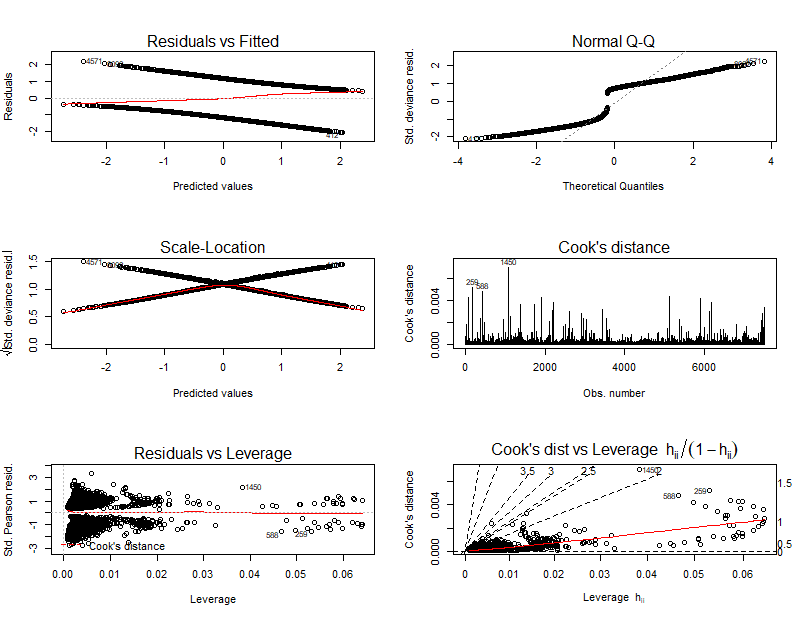 Residuals vs Fitted
Residuals
2
1
0
-2
4571
412
-2 -1 0 1 2
Predicted values
Normal Q-Q
Std. deviance resid.
2
1
0
-2
4571
-4 -2 0 2 4
Theoretical Quantiles
Scale-Location
√|Std. deviance resid.|
1.5
1.0
0.5
0.0
4571
-2 -1 0 1 2
Predicted values
Cook's distance
Cook's distance
0.004
0.000
1450
259
588
0 2000 4000 6000
Obs. number
Residuals vs Leverage
Std. Pearson resid.
3
1
-1
-3
1450
588
259
Cook's distance
0.00 0.01 0.02 0.03 0.04 0.05 0.06
Leverage
Cook's dist vs Leverage hii/(1 − hii)
Cook's distance
0.004
0.000
3.5 3 2.5 2
1450
588
259
1.5
1
0.5
0
0 0.01 0.02 0.03 0.04 0.05 0.06
Leverage hii